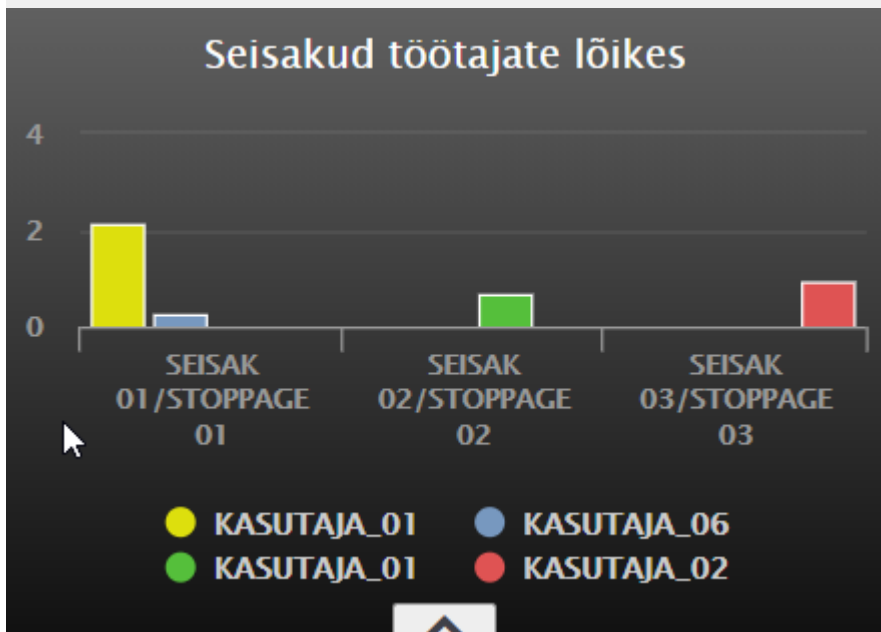 Seisakud töötajate lõikes
4
2
0
SEISAK
01/STOPPAGE
01
SEISAK
02/STOPPAGE
02
SEISAK
03/STOPPAGE
03
KASUTAJA_01
KASUTAJA_06
KASUTAJA_01
KASUTAJA_02